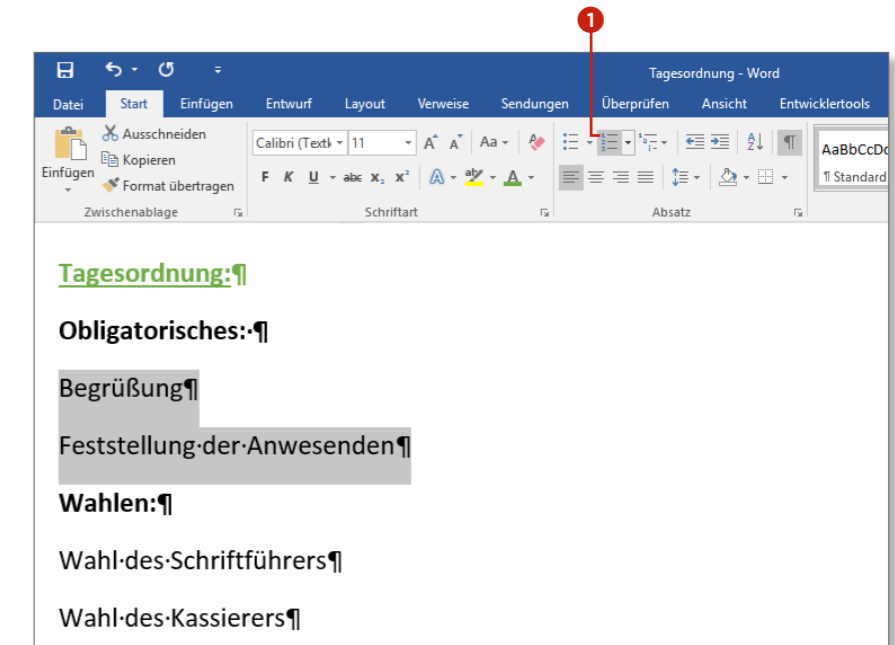 1
Tagesordnung - Word
Datei Start Einfügen Entwurf Layout Verweise Sendungen Überprüfen Ansicht Entwicklertools
Einfügen
Ausschneiden
Kopieren
Format übertragen
Zwischenablage
Calibri (Textk 11 A A Aa
F K U abc X₂ X² A ab A
Schriftart
Absatz
AaBbCcDc
¶ Standard
Tagesordnung:¶
Obligatorisches:·¶
Begrüßung¶
Feststellung·der·Anwesenden¶
Wahlen:¶
Wahl·des·Schriftführers¶
Wahl·des·Kassierers¶